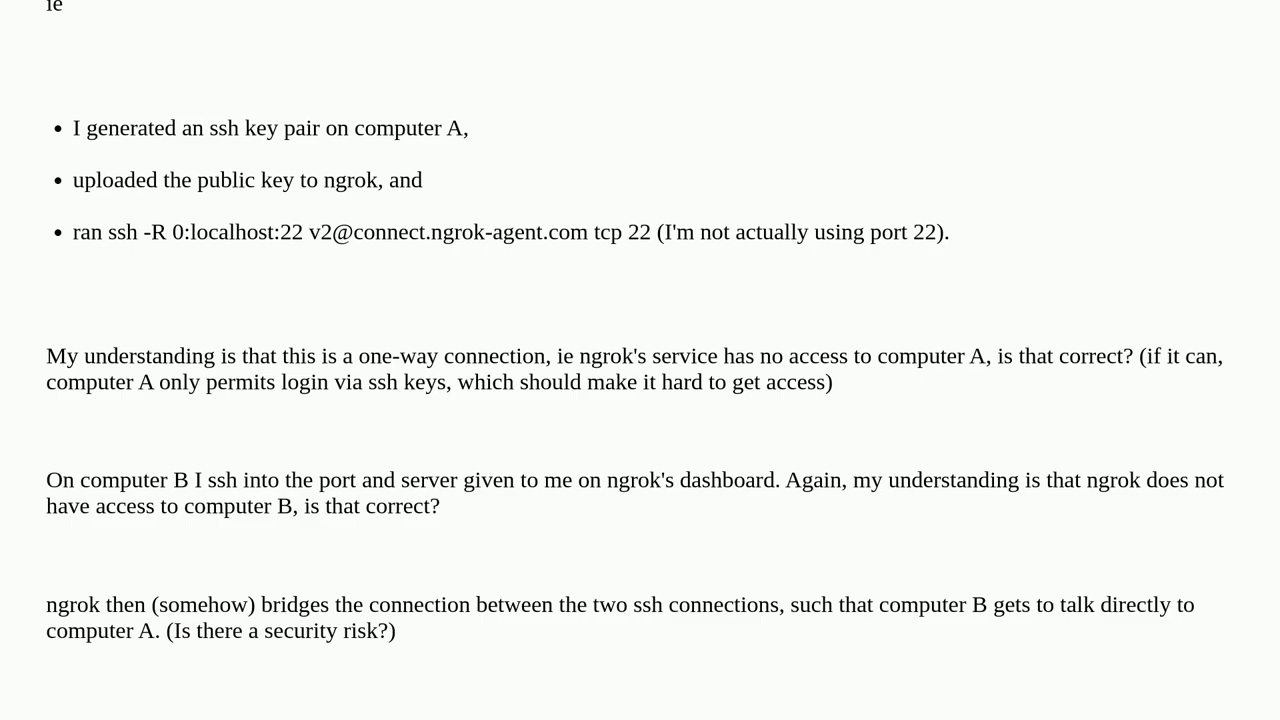 ie
• I generated an ssh key pair on computer A,
• uploaded the public key to ngrok, and
• ran ssh -R 0:localhost:22 v2@connect.ngrok-agent.com tcp 22 (I'm not actually using port 22).
My understanding is that this is a one-way connection, ie ngrok's service has no access to computer A, is that correct? (if it can,
computer A only permits login via ssh keys, which should make it hard to get access)
On computer B I ssh into the port and server given to me on ngrok's dashboard. Again, my understanding is that ngrok does not
have access to computer B, is that correct?
ngrok then (somehow) bridges the connection between the two ssh connections, such that computer B gets to talk directly to
computer A. (Is there a security risk?)